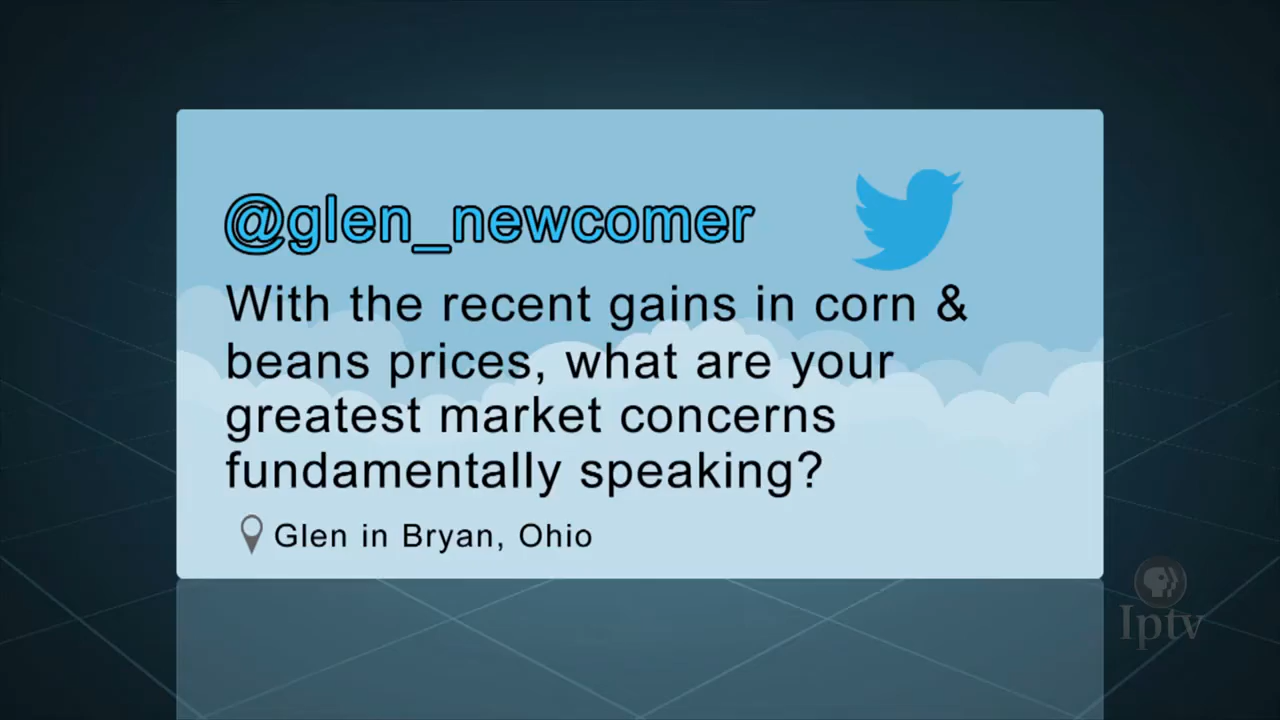 @glen_newcomer
With the recent gains in corn &
beans prices, what are your
greatest market concerns
fundamentally speaking?
Glen in Bryan, Ohio
Iptv